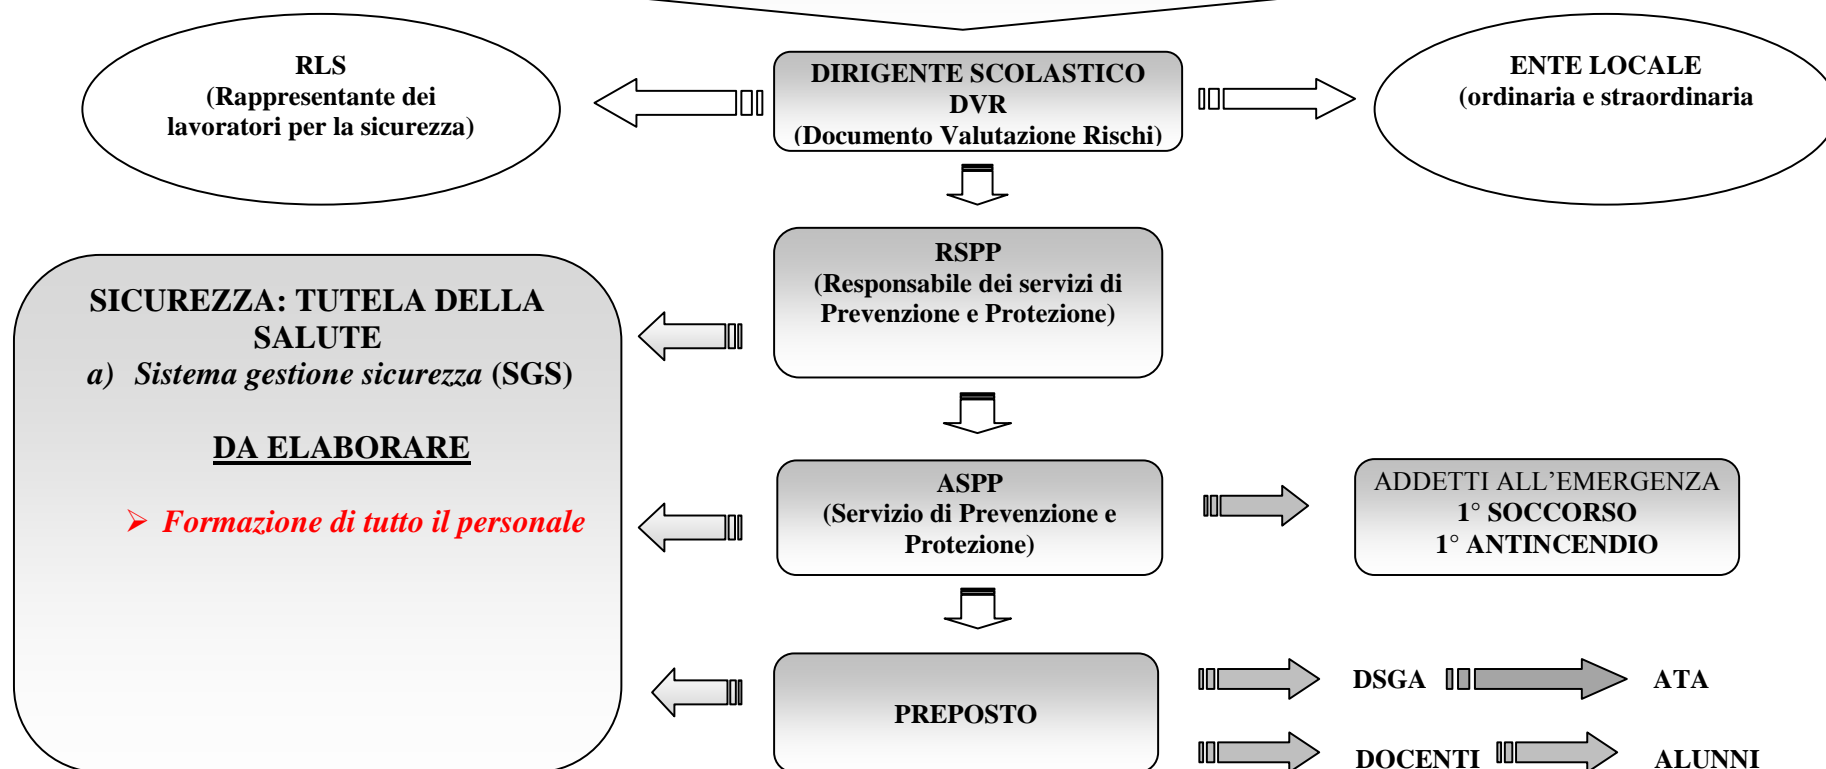 RLS
(Rappresentante dei
lavoratori per la sicurezza)
DIRIGENTE SCOLASTICO
DVR
(Documento Valutazione Rischi)
ENTE LOCALE
(ordinaria e straordinaria
RSPP
(Responsabile dei servizi di
Prevenzione e Protezione)
SICUREZZA: TUTELA DELLA
SALUTE
a) Sistema gestione sicurezza (SGS)
DA ELABORARE
➢ Formazione di tutto il personale
ASPP
(Servizio di Prevenzione e
Protezione)
ADDETTI ALL’EMERGENZA
1° SOCCORSO
1° ANTINCENDIO
PREPOSTO
DSGA ATA
DOCENTI ALUNNI